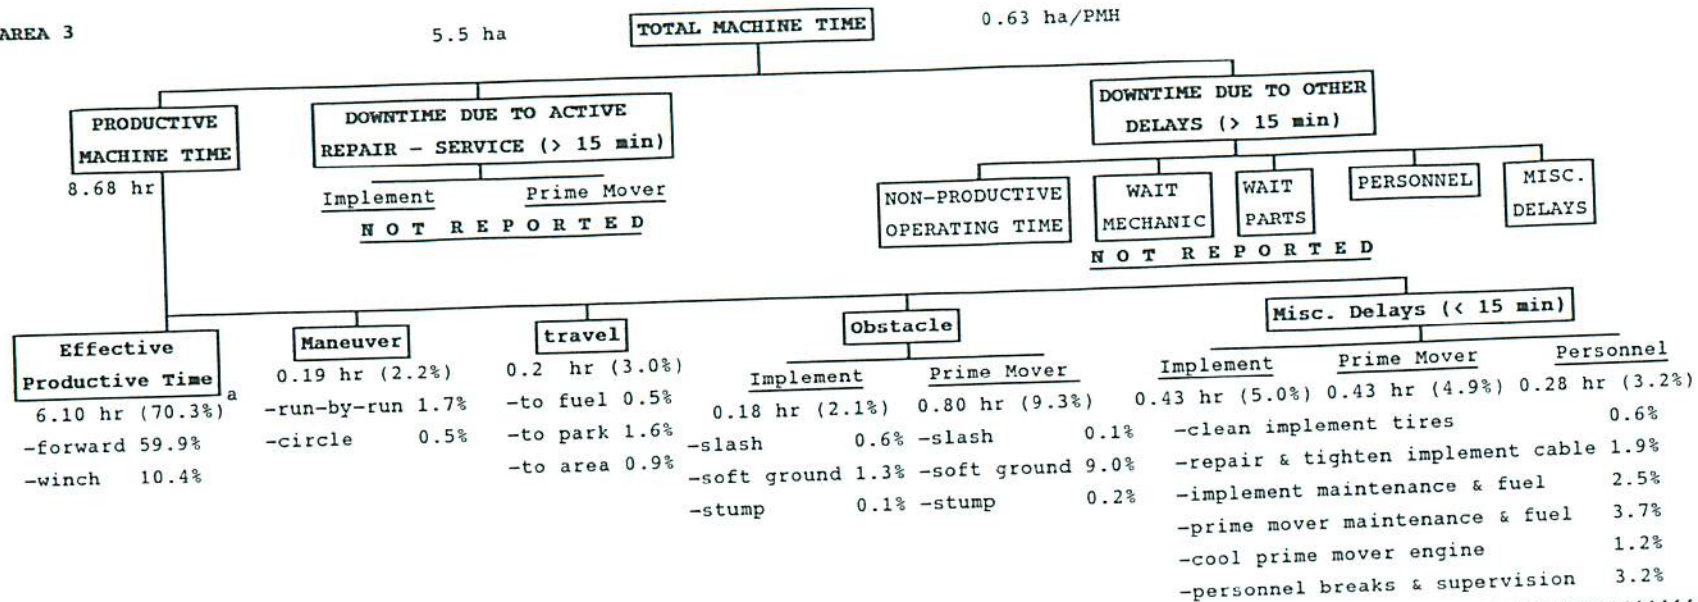 AREA 3
5.5 ha
TOTAL MACHINE TIME
0.63 ha/PMH
PRODUCTIVE
MACHINE TIME
8.68 hr
DOWNTIME DUE TO ACTIVE
REPAIR - SERVICE (> 15 min)
Implement Prime Mover
NOT REPORTED
DOWNTIME DUE TO OTHER
DELAYS (> 15 min)
NON-PRODUCTIVE
OPERATING TIME
WAIT
MECHANIC
WAIT
PARTS
PERSONNEL
MISC.
DELAYS
NOT REPORTED
Effective
Productive Time a
6.10 hr (70.3%)
-forward 59.9%
-winch 10.4%
Maneuver
0.19 hr (2.2%)
-run-by-run 1.7%
-circle 0.5%
travel
0.2 hr (3.0%)
-to fuel 0.5%
-to park 1.6%
-to area 0.9%
Obstacle
Implement
0.18 hr (2.1%)
-slash 0.6%
-soft ground 1.3%
-stump 0.1%
Prime Mover
0.80 hr (9.3%)
-slash 0.1%
-soft ground 9.0%
-stump 0.2%
Misc. Delays (< 15 min)
Implement Prime Mover Personnel
0.43 hr (5.0%) 0.43 hr (4.9%) 0.28 hr (3.2%)
-clean implement tires 0.6%
-repair & tighten implement cable 1.9%
-implement maintenance & fuel 2.5%
-prime mover maintenance & fuel 3.7%
-cool prime mover engine 1.2%
-personnel breaks & supervision 3.2%